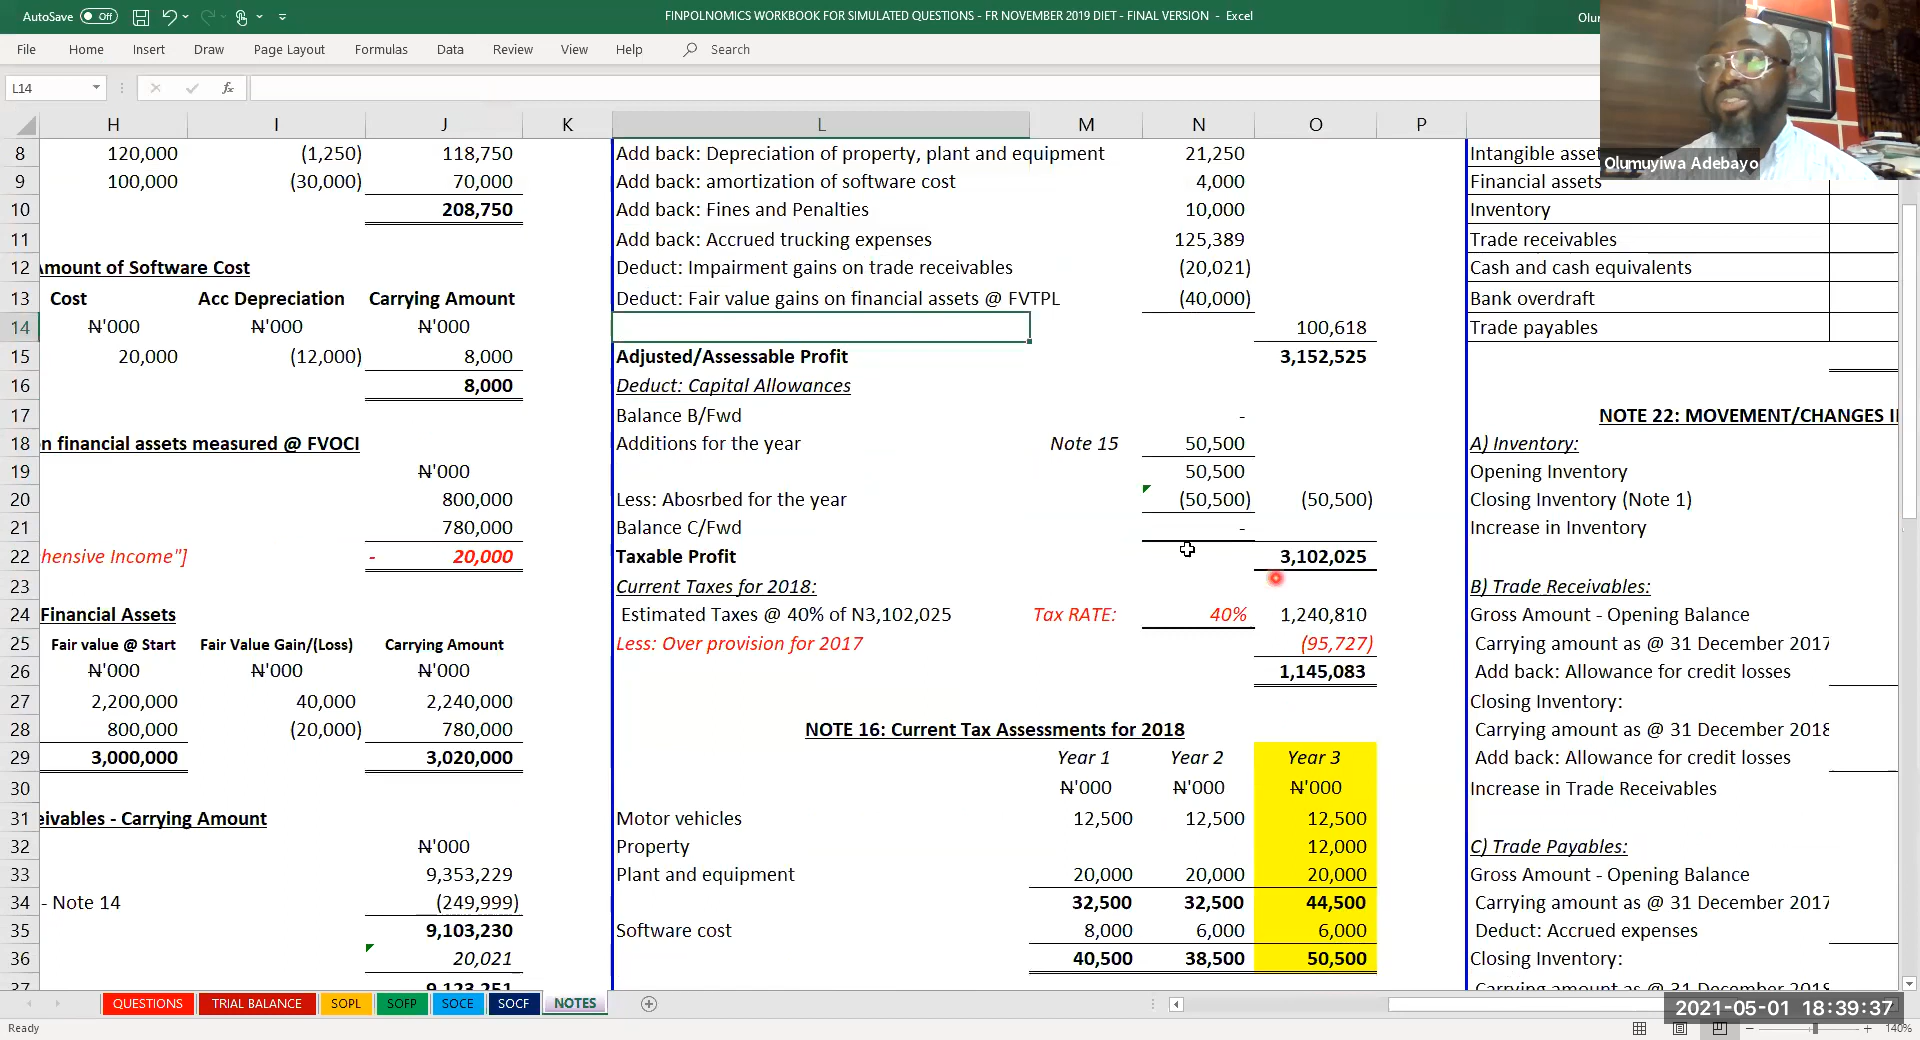 AutoSave Off
FINPOLNOMICS WORKBOOK FOR SIMULATED QUESTIONS - FR NOVEMBER 2019 DIET - FINAL VERSION - Excel
Olu
File Home Insert Draw Page Layout Formulas Data Review View Help Search
L14 fx
H I J K L M N O P
8 120,000 (1,250) 118,750 Add back: Depreciation of property, plant and equipment 21,250 Intangible asset
Olumuyiwa Adebayo
9 100,000 (30,000) 70,000 Add back: amortization of software cost 4,000 Financial assets
10 208,750 Add back: Fines and Penalties 10,000 Inventory
11 Add back: Accrued trucking expenses 125,389 Trade receivables
12 Amount of Software Cost Deduct: Impairment gains on trade receivables (20,021) Cash and cash equivalents
13 Cost Acc Depreciation Carrying Amount Deduct: Fair value gains on financial assets @ FVTPL (40,000) Bank overdraft
14 ₦'000 ₦'000 ₦'000 100,618 Trade payables
15 20,000 (12,000) 8,000 Adjusted/Assessable Profit 3,152,525
16 8,000 Deduct: Capital Allowances
17 Balance B/Fwd - NOTE 22: MOVEMENT/CHANGES I
18 n financial assets measured @ FVOCI Additions for the year Note 15 50,500 A) Inventory:
19 ₦'000 50,500 Opening Inventory
20 800,000 Less: Abosrbed for the year (50,500) (50,500) Closing Inventory (Note 1)
21 780,000 Balance C/Fwd - Increase in Inventory
22 hensive Income"] - 20,000 Taxable Profit 3,102,025
23 Current Taxes for 2018: B) Trade Receivables:
24 Financial Assets Estimated Taxes @ 40% of N3,102,025 Tax RATE: 40% 1,240,810 Gross Amount - Opening Balance
25 Fair value @ Start Fair Value Gain/(Loss) Carrying Amount Less: Over provision for 2017 (95,727) Carrying amount as @ 31 December 2017
26 ₦'000 ₦'000 ₦'000 1,145,083 Add back: Allowance for credit losses
27 2,200,000 40,000 2,240,000 Closing Inventory:
28 800,000 (20,000) 780,000 NOTE 16: Current Tax Assessments for 2018 Carrying amount as @ 31 December 2018
29 3,000,000 3,020,000 Year 1 Year 2 Year 3 Add back: Allowance for credit losses
30 ₦'000 ₦'000 ₦'000 Increase in Trade Receivables
31 eivables - Carrying Amount Motor vehicles 12,500 12,500 12,500
32 ₦'000 Property 12,000 C) Trade Payables:
33 9,353,229 Plant and equipment 20,000 20,000 20,000 Gross Amount - Opening Balance
34 - Note 14 (249,999) 32,500 32,500 44,500 Carrying amount as @ 31 December 2017
35 9,103,230 Software cost 8,000 6,000 6,000 Deduct: Accrued expenses
36 20,021 40,500 38,500 50,500 Closing Inventory:
37 9,123,251 Carrying amount as @ 31 December 2018
QUESTIONS TRIAL BALANCE SOPL SOFP SOCE SOCF NOTES
2021-05-01 18:39:37
Ready 140%